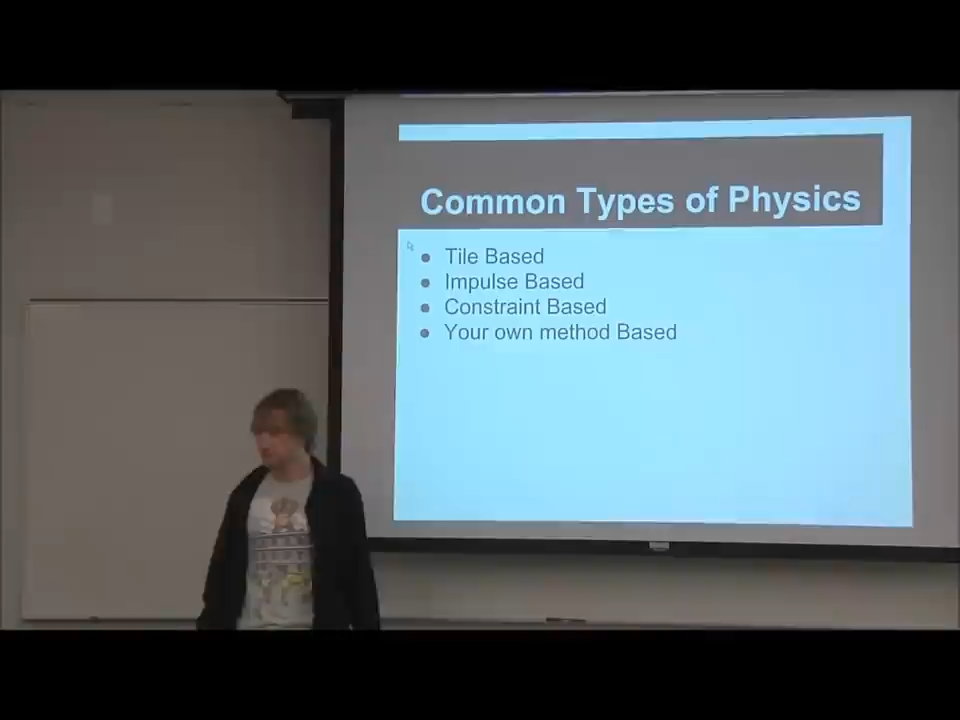 Common Types of Physics
● Tile Based
● Impulse Based
● Constraint Based
● Your own method Based